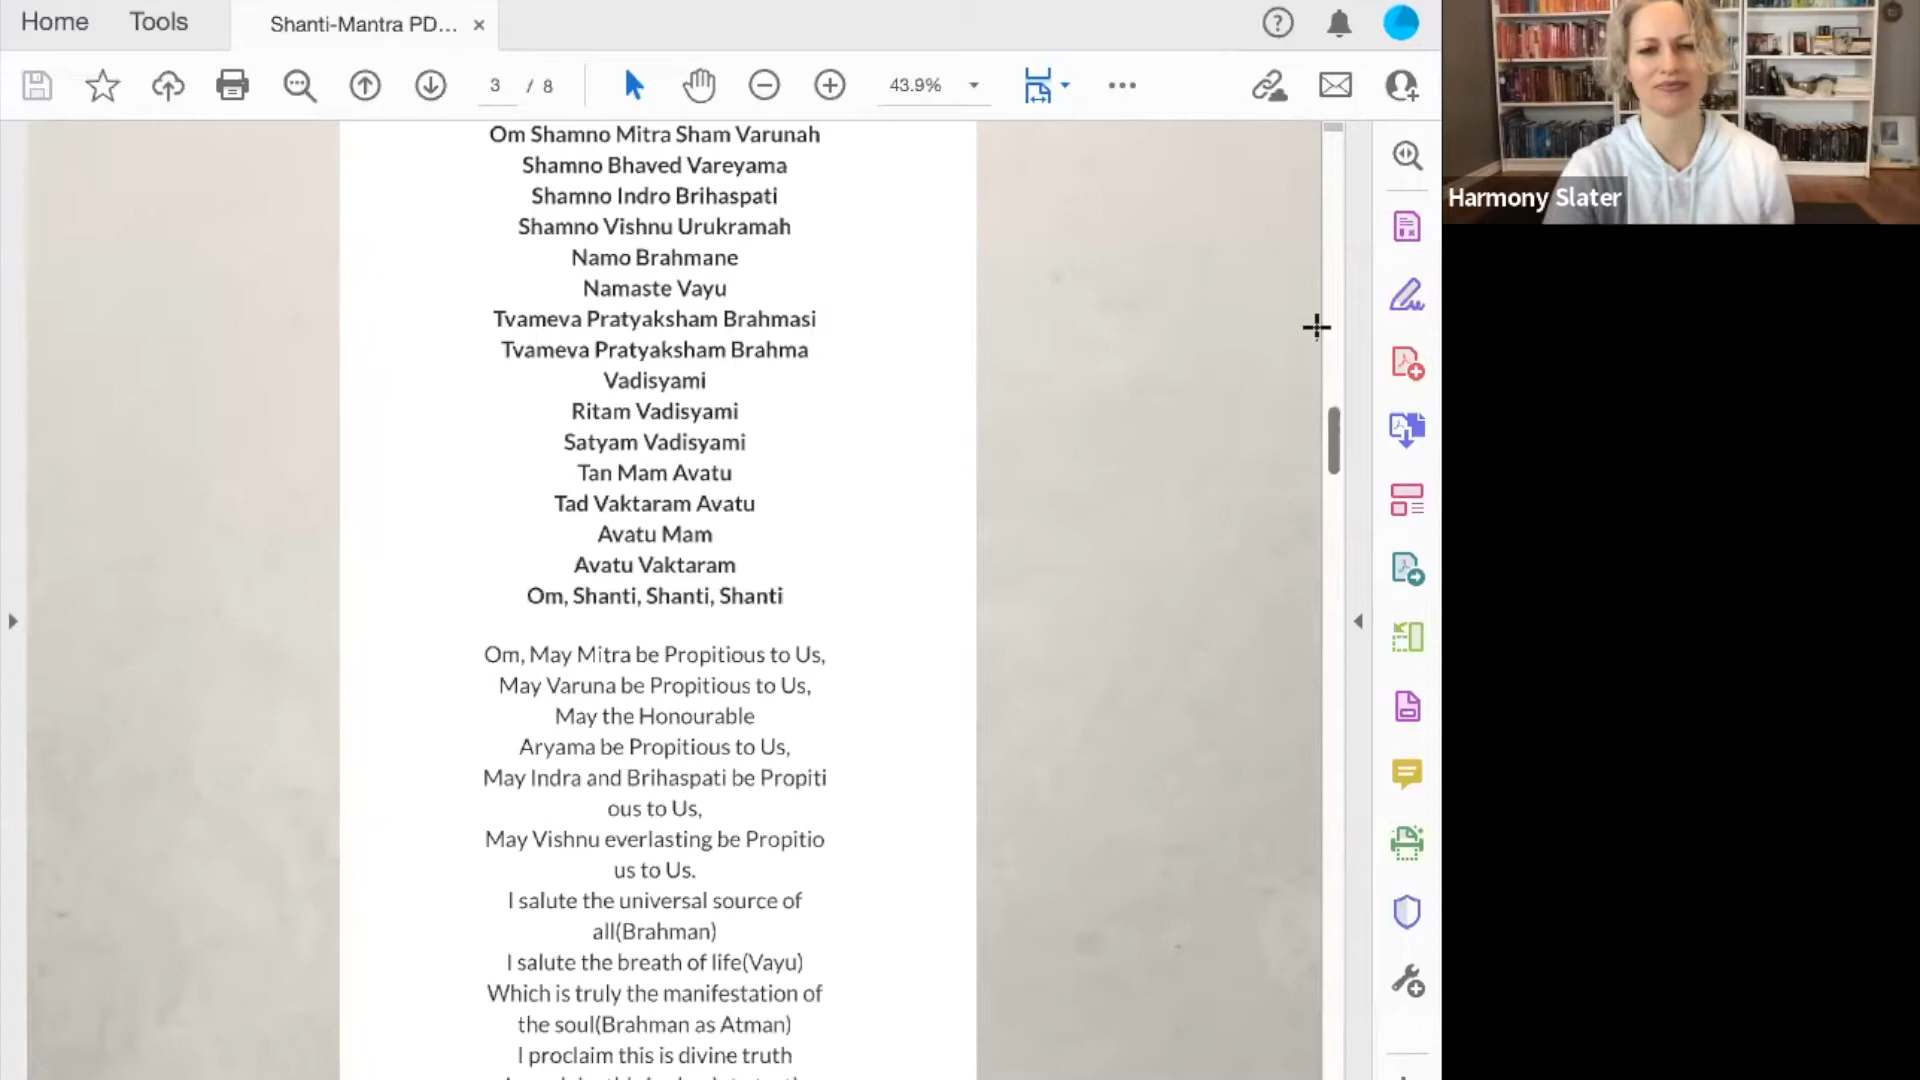 Home
Tools
Shanti-Mantra PD...
3 / 8
43.9%
Harmony Slater
Om Shamno Mitra Sham Varunah
Shamno Bhaved Vareyama
Shamno Indro Brihaspati
Shamno Vishnu Urukramah
Namo Brahmane
Namaste Vayu
Tvameva Pratyaksham Brahmasi
Tvameva Pratyaksham Brahma
Vadisyami
Ritam Vadisyami
Satyam Vadisyami
Tan Mam Avatu
Tad Vaktaram Avatu
Avatu Mam
Avatu Vaktaram
Om, Shanti, Shanti, Shanti
Om, May Mitra be Propitious to Us,
May Varuna be Propitious to Us,
May the Honourable
Aryama be Propitious to Us,
May Indra and Brihaspati be Propiti
ous to Us,
May Vishnu everlasting be Propitio
us to Us.
I salute the universal source of
all(Brahman)
I salute the breath of life(Vayu)
Which is truly the manifestation of
the soul(Brahman as Atman)
I proclaim this is divine truth